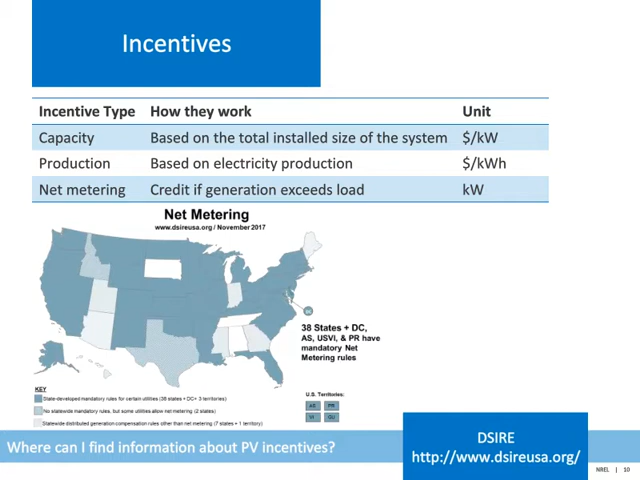 Incentives
Incentive Type How they work Unit
Capacity Based on the total installed size of the system $/kW
Production Based on electricity production $/kWh
Net metering Credit if generation exceeds load kW
Net Metering
www.dsireusa.org / November 2017
38 States + DC,
AS, USVI, & PR have
mandatory Net
Metering rules
KEY
State-developed mandatory rules for certain utilities (38 states + DC+ 3 territories)
No statewide mandatory rules, but some utilities allow net metering (2 states)
Statewide distributed generation compensation rules other than net metering (7 states + 1 territory)
U.S. Territories:
AS PR
VI GU
Where can I find information about PV incentives?
DSIRE
http://www.dsireusa.org/
NREL | 10